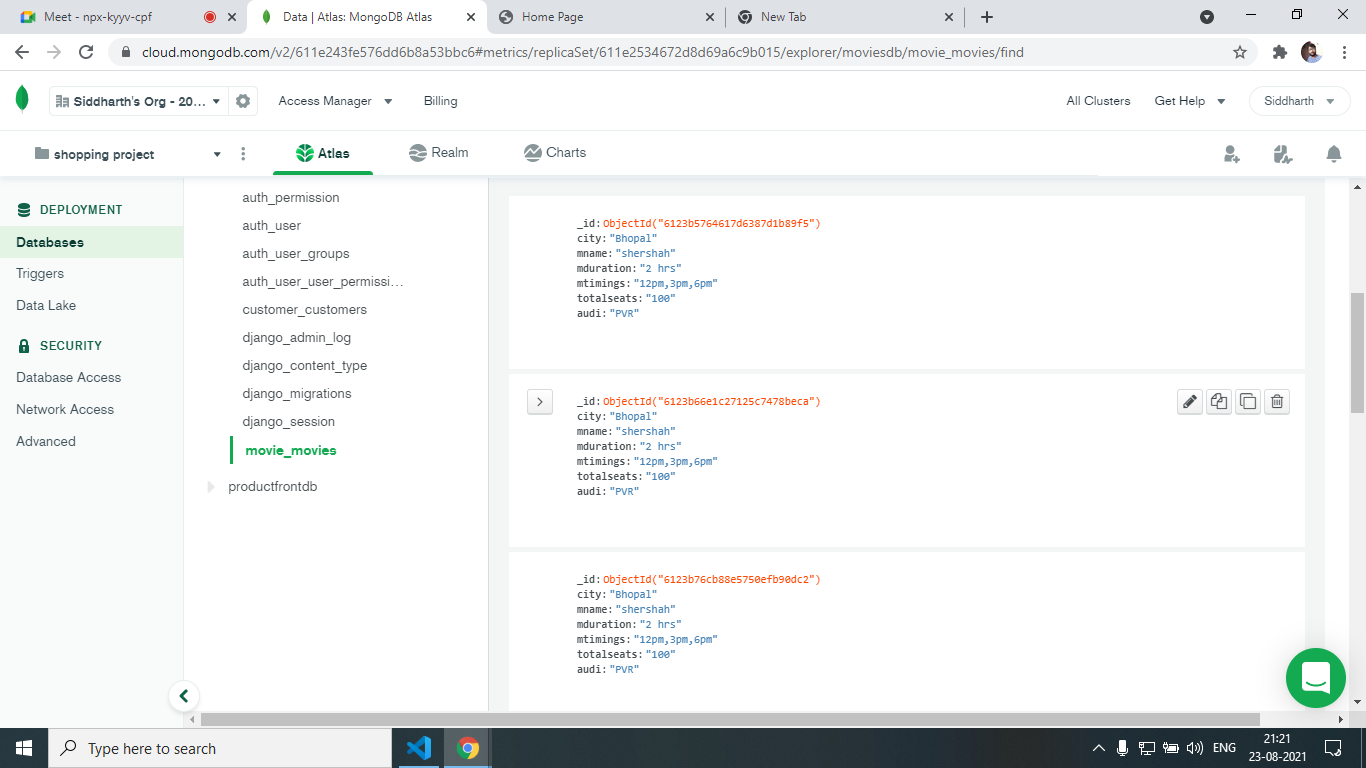 Meet - npx-kyyv-cpf
Data | Atlas: MongoDB Atlas
Home Page
New Tab
cloud.mongodb.com/v2/611e243fe576dd6b8a53bbc6#metrics/replicaSet/611e2534672d8d69a6c9b015/explorer/moviesdb/movie_movies/find
Siddharth's Org - 20...
Access Manager
Billing
All Clusters
Get Help
Siddharth
shopping project
Atlas
Realm
Charts
DEPLOYMENT
Databases
Triggers
Data Lake
SECURITY
Database Access
Network Access
Advanced
auth_permission
auth_user
auth_user_groups
auth_user_user_permissi...
customer_customers
django_admin_log
django_content_type
django_migrations
django_session
movie_movies
productfrontdb
_id: ObjectId("6123b5764617d6387d1b89f5")
city: "Bhopal"
mname: "shershah"
mduration: "2 hrs"
mtimings: "12pm,3pm,6pm"
totalseats: "100"
audi: "PVR"
_id: ObjectId("6123b66e1c27125c7478beca")
city: "Bhopal"
mname: "shershah"
mduration: "2 hrs"
mtimings: "12pm,3pm,6pm"
totalseats: "100"
audi: "PVR"
_id: ObjectId("6123b76cb88e5750efb90dc2")
city: "Bhopal"
mname: "shershah"
mduration: "2 hrs"
mtimings: "12pm,3pm,6pm"
totalseats: "100"
audi: "PVR"
Type here to search
ENG
21:21
23-08-2021